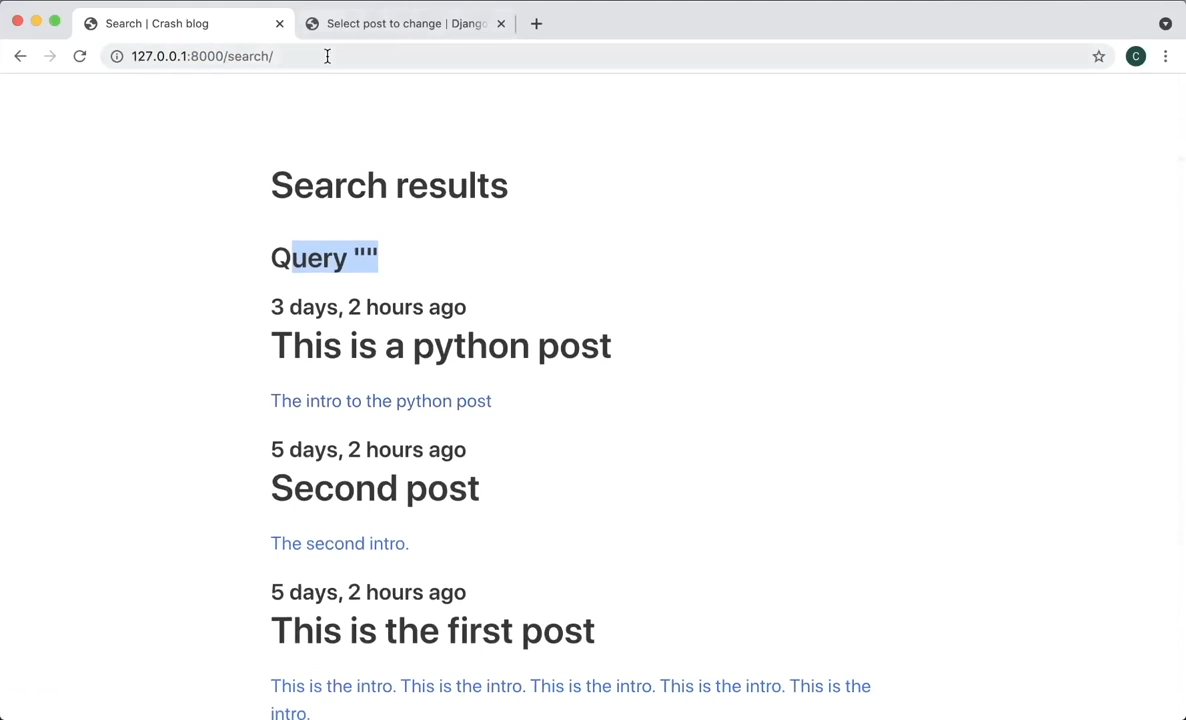 Search | Crash blog
Select post to change | Django
127.0.0.1:8000/search/
C
Search results
Query ""
3 days, 2 hours ago
This is a python post
The intro to the python post
5 days, 2 hours ago
Second post
The second intro.
5 days, 2 hours ago
This is the first post
This is the intro. This is the intro. This is the intro. This is the intro. This is the
intro.